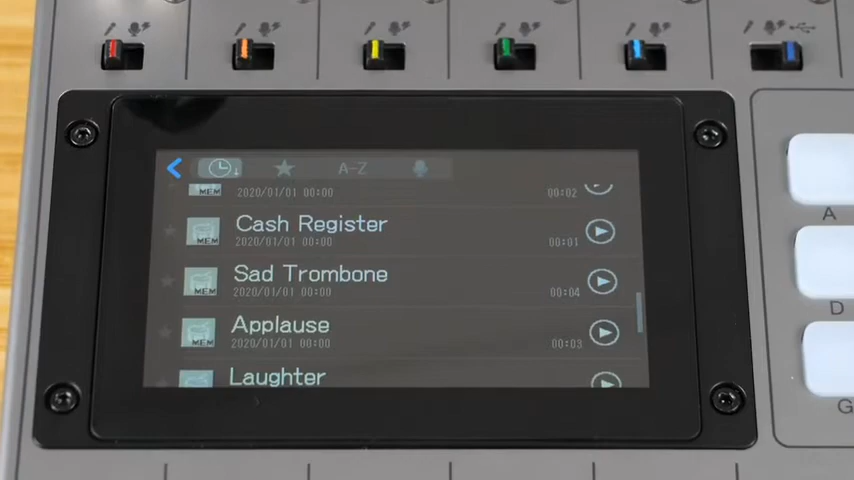 A-Z
MEM
2020/01/01 00:00
00:02
Cash Register
MEM
2020/01/01 00:00
00:01
Sad Trombone
MEM
2020/01/01 00:00
00:04
Applause
MEM
2020/01/01 00:00
00:03
Laughter
A
D
G